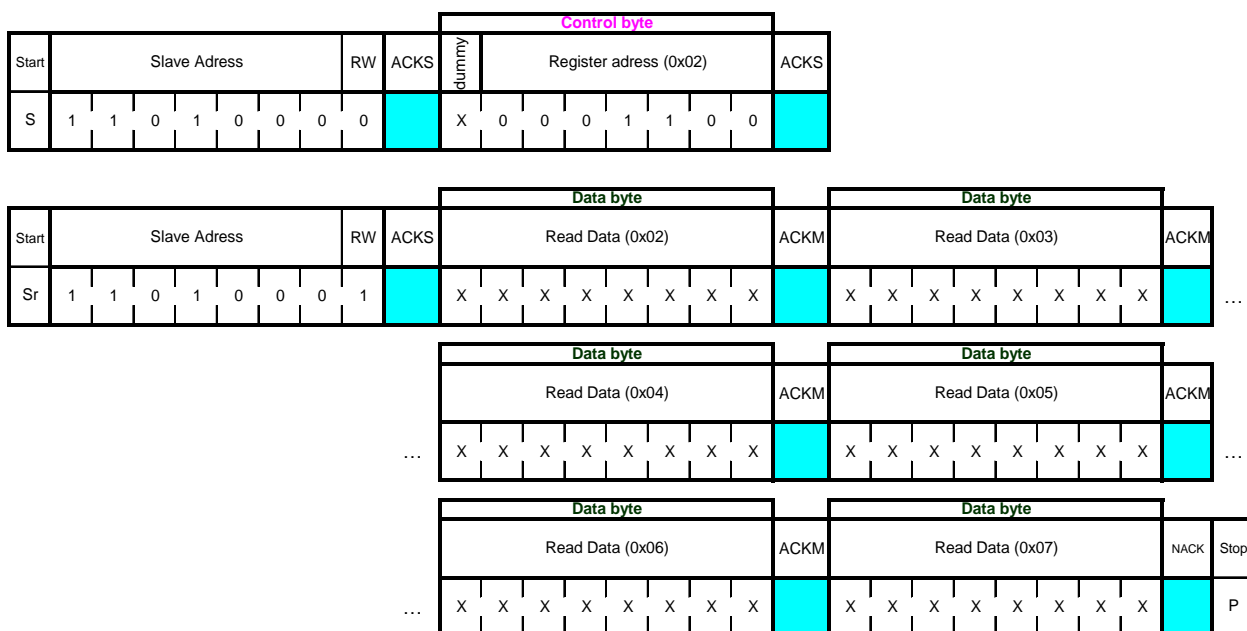 Control byte
Start Slave Adress RW ACKS dummy Register adress (0x02) ACKS
S 1 1 0 1 0 0 0 0 X 0 0 0 1 1 0 0
Data byte Data byte
Start Slave Adress RW ACKS Read Data (0x02) ACKM Read Data (0x03) ACKM
Sr 1 1 0 1 0 0 0 1 X X X X X X X X X X X X X X X X …
Data byte Data byte
Read Data (0x04) ACKM Read Data (0x05) ACKM
… X X X X X X X X X X X X X X X X …
Data byte Data byte
Read Data (0x06) ACKM Read Data (0x07) NACK Stop
… X X X X X X X X X X X X X X X X P